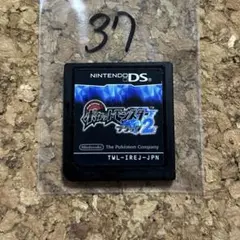 37
NINTENDO DS
ポケットモンスター
ブラック2
Nintendo
The Pokémon Company
TWL-IREJ-JPN